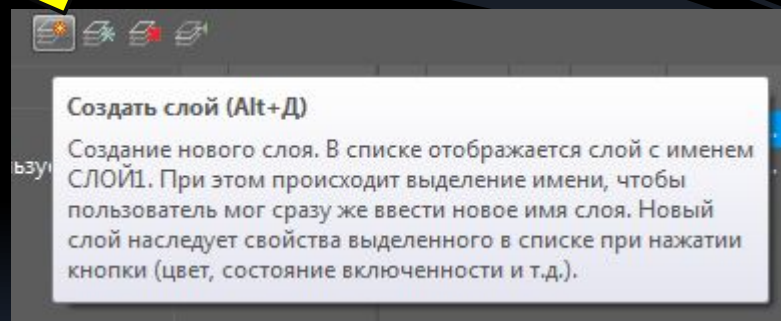 Создать слой (Alt+Д)
Создание нового слоя. В списке отображается слой с именем
СЛОЙ1. При этом происходит выделение имени, чтобы
пользователь мог сразу же ввести новое имя слоя. Новый
слой наследует свойства выделенного в списке при нажатии
кнопки (цвет, состояние включенности и т.д.).